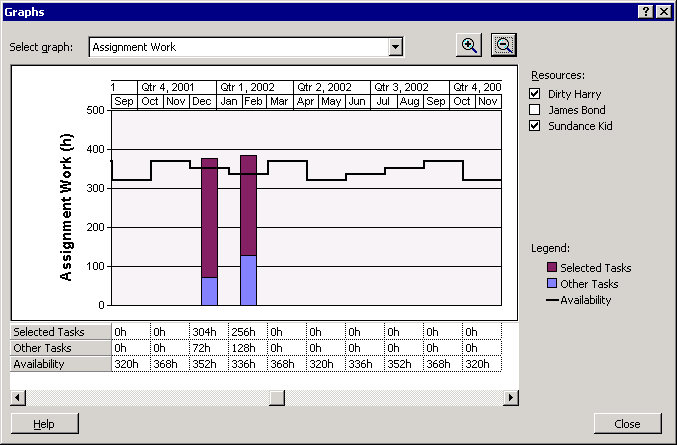 Graphs
Select graph: Assignment Work
1 Qtr 4, 2001 Qtr 1, 2002 Qtr 2, 2002 Qtr 3, 2002 Qtr 4, 200
Sep Oct Nov Dec Jan Feb Mar Apr May Jun Jul Aug Sep Oct Nov
Assignment Work (h)
500
400
300
200
100
0
Resources:
Dirty Harry
James Bond
Sundance Kid
Legend:
Selected Tasks
Other Tasks
Availability
Selected Tasks 0h 0h 304h 256h 0h 0h 0h 0h 0h 0h
Other Tasks 0h 0h 72h 128h 0h 0h 0h 0h 0h 0h
Availability 320h 368h 352h 336h 368h 320h 336h 352h 368h 320h
Help
Close